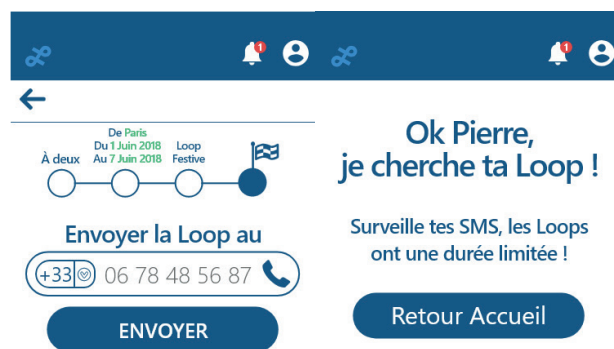 1
De Paris
Du 1 Juin 2018
Au 7 Juin 2018
À deux
Loop
Festive
Envoyer la Loop au
+33 06 78 48 56 87
ENVOYER
1
Ok Pierre,
je cherche ta Loop !
Surveille tes SMS, les Loops
ont une durée limitée !
Retour Accueil